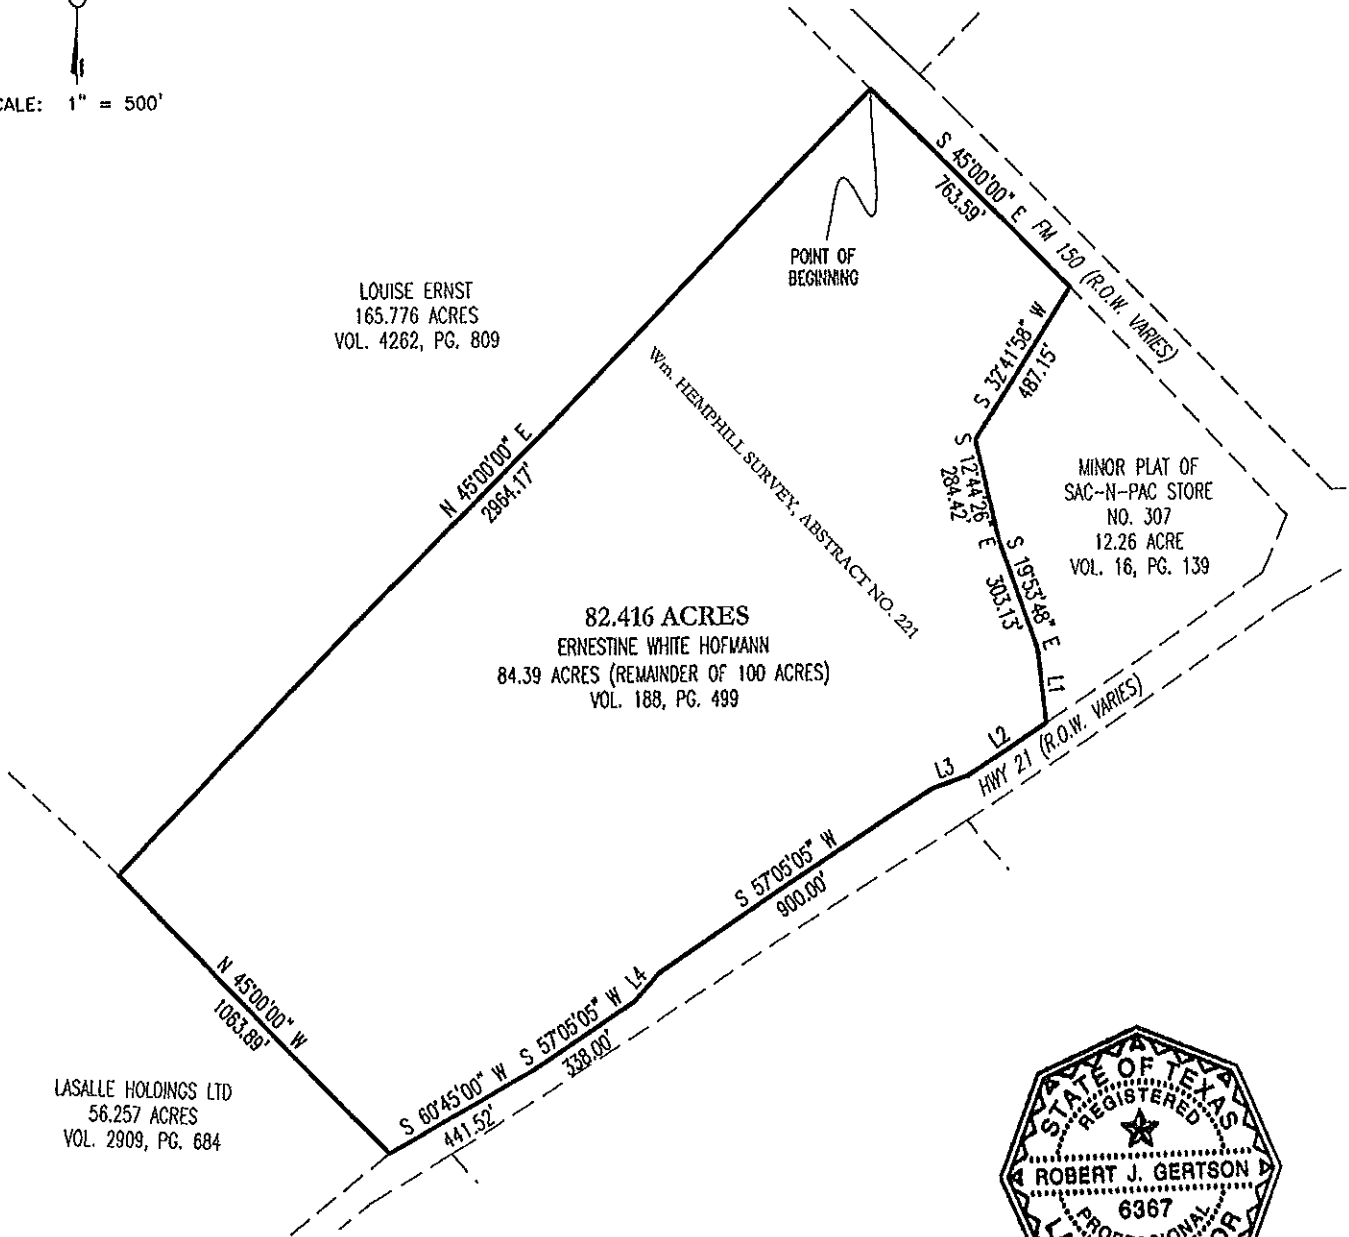 CALE: 1" = 500'
S 45°00'00" E
763.59'
FM 150 (R.O.W. VARIES)
POINT OF
BEGINNING
LOUISE ERNST
165.776 ACRES
VOL. 4262, PG. 809
Wm. HEMPHILL SURVEY, ABSTRACT NO. 221
S 32°41'58" W
487.15'
N 45°00'00" E
2964.17'
S 12°44'26" E
284.42'
MINOR PLAT OF
SAC-N-PAC STORE
NO. 307
12.26 ACRE
VOL. 16, PG. 139
S 19°53'48" E
303.13'
82.416 ACRES
ERNESTINE WHITE HOFMANN
84.39 ACRES (REMAINDER OF 100 ACRES)
VOL. 188, PG. 499
L1
L2
HWY 21 (R.O.W. VARIES)
L3
S 57°05'05" W
900.00'
L4
S 57°05'05" W
338.00'
S 60°45'00" W
441.52'
N 45°00'00" W
1063.89'
LASALLE HOLDINGS LTD
56.257 ACRES
VOL. 2909, PG. 684
STATE OF TEXAS
REGISTERED
ROBERT J. GERTSON
6367